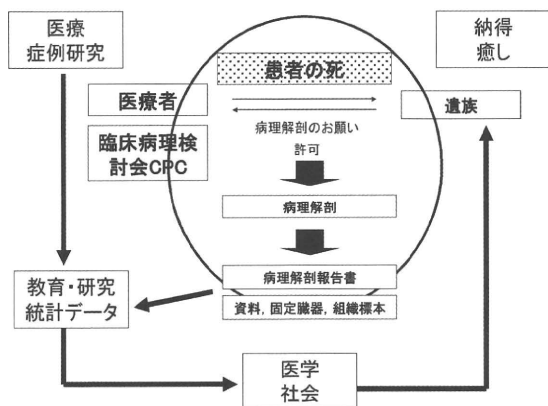 医療
症例研究
患者の死
納得
癒し
医療者
遺族
病理解剖のお願い
許可
臨床病理検
討会CPC
病理解剖
病理解剖報告書
資料, 固定臓器, 組織標本
教育・研究
統計データ
医学
社会